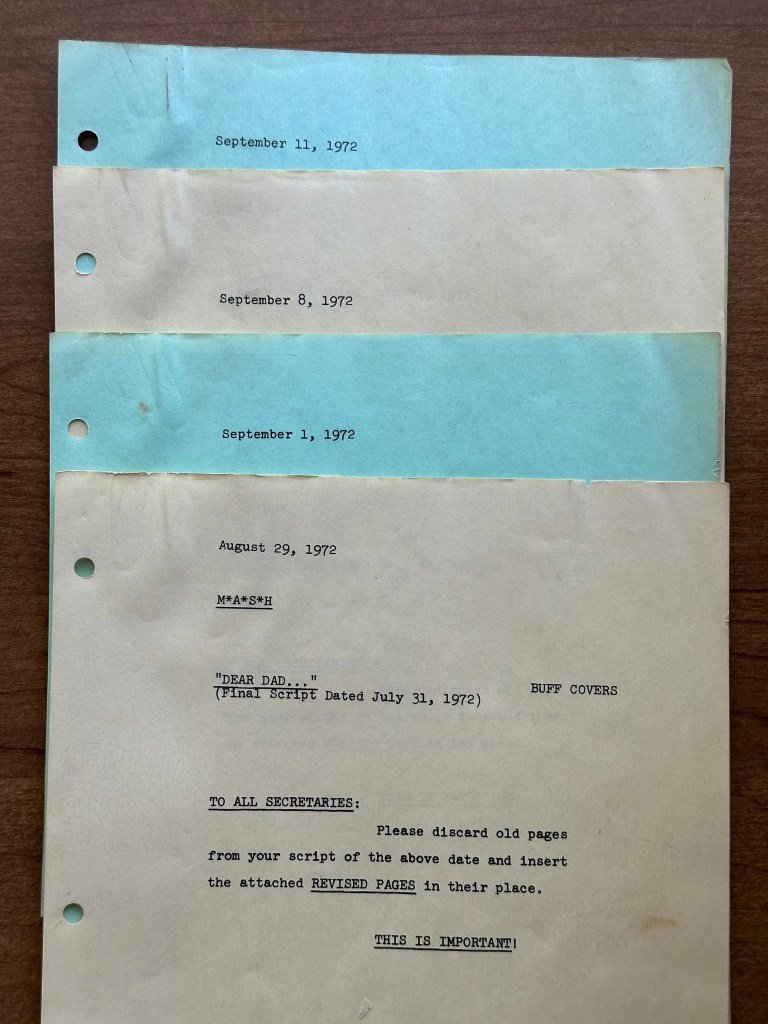 September 11, 1972
September 8, 1972
September 1, 1972
August 29, 1972
M*A*S*H
"DEAR DAD..."
(Final Script Dated July 31, 1972) BUFF COVERS
TO ALL SECRETARIES:
Please discard old pages
from your script of the above date and insert
the attached REVISED PAGES in their place.
THIS IS IMPORTANT!